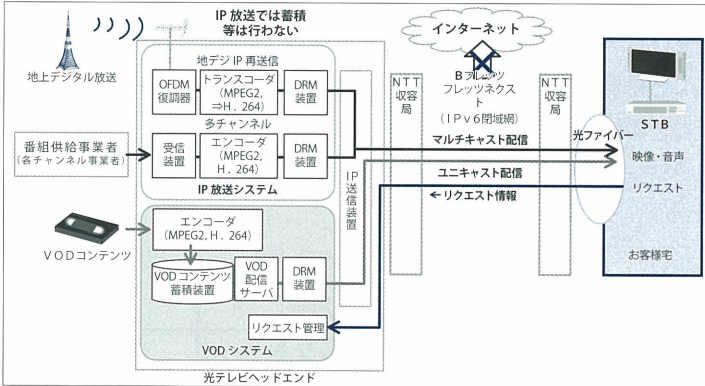 IP 放送では蓄積
等は行わない
インターネット
地上デジタル放送
地デジ IP 再送信
OFDM
復調器
トランスコーダ
(MPEG2,
⇒H．264)
DRM
装置
多チャンネル
番組供給事業者
(各チャンネル事業者)
受信
装置
エンコーダ
(MPEG2,
H．264)
DRM
装置
IP 放送システム
IP送信装置
NTT
収容
局
Bフレッツ
フレッツネクス
ト
(IPv6閉域網)
NTT
収容
局
マルチキャスト配信
ユニキャスト配信
← リクエスト情報
光ファイバー
STB
映像・音声
リクエスト
お客様宅
VODコンテンツ
エンコーダ
(MPEG2, H．264)
VOD コンテンツ
蓄積装置
VOD
配信
サーバ
DRM
装置
リクエスト管理
VOD システム
光テレビヘッドエンド